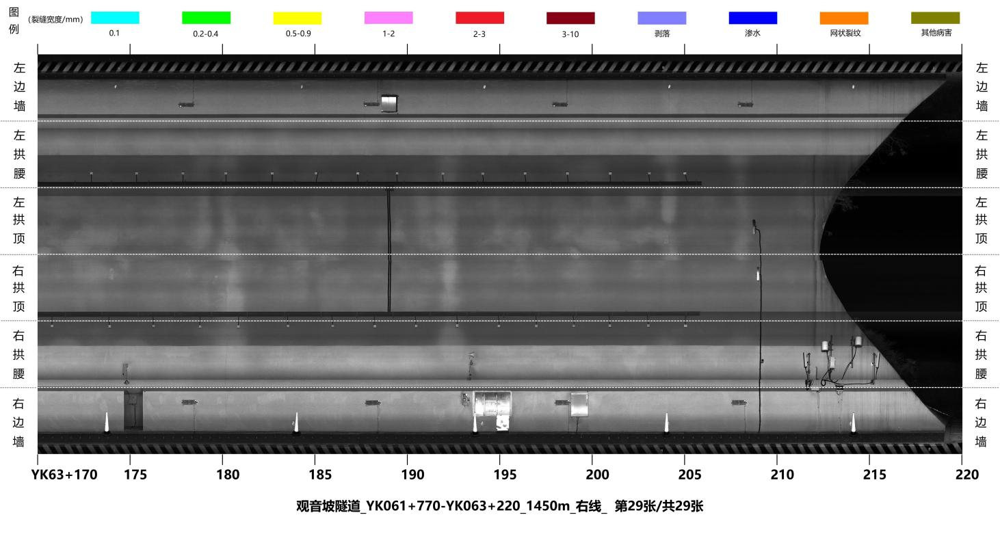 图例 (裂缝宽度/mm) 0.1 0.2-0.4 0.5-0.9 1-2 2-3 3-10 剥落 渗水 网状裂纹 其他病害
左边墙 左边墙
左拱腰 左拱腰
左拱顶 左拱顶
右拱顶 右拱顶
右拱腰 右拱腰
右边墙 右边墙
YK63+170 175 180 185 190 195 200 205 210 215 220
观音坡隧道_YK061+770-YK063+220_1450m_右线_ 第29张/共29张